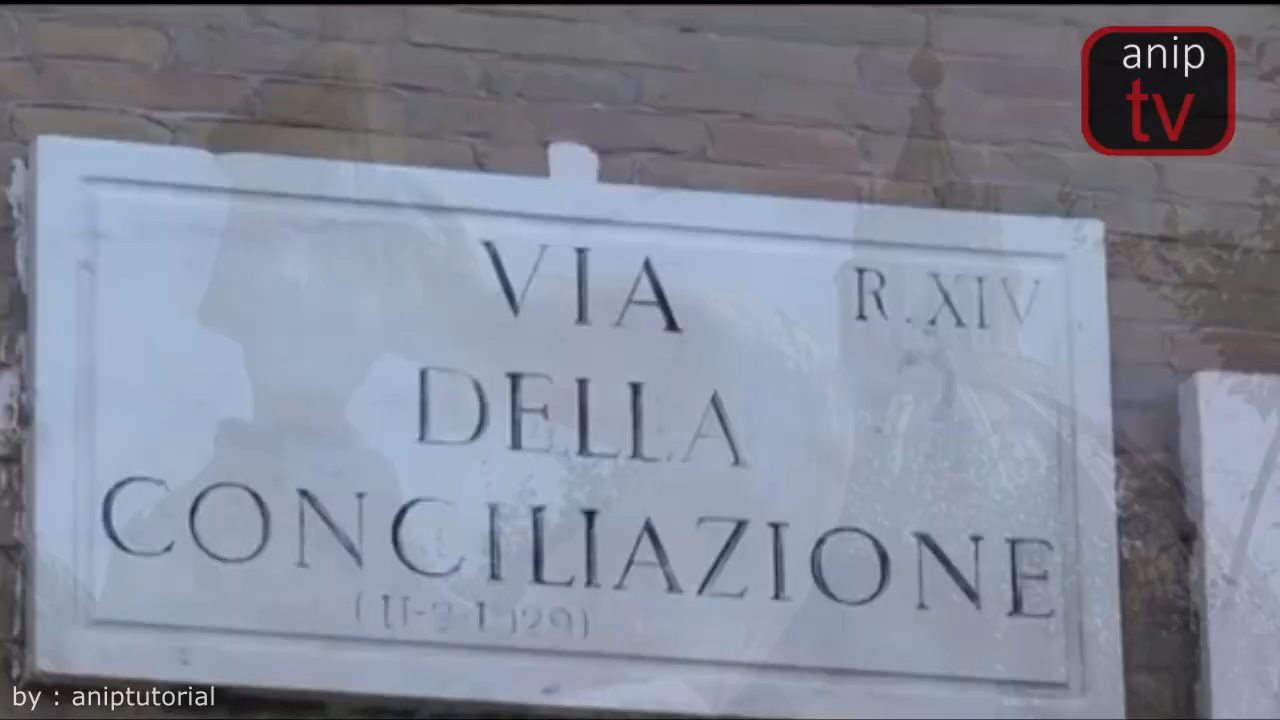 anip
tv
VIA
R. XIV
DELLA
CONCILIAZIONE
(11-2-1929)
by : aniptutorial